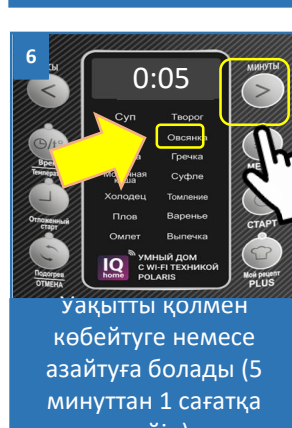 6
МИНУТЫ
0:05
Суп Творог
Овсянка
Гречка
каша Суфле
Холодец Томление
Плов Варенье
Омлет Выпечка
Отложенный
старт
СТАРТ
Подогрев
ОТМЕНА
Мой рецепт
PLUS
IQ
home
УМНЫЙ ДОМ
С WI-FI ТЕХНИКОЙ
POLARIS
Уақытты қолмен
көбейтуге немесе
азайтуға болады (5
минуттан 1 сағатқа